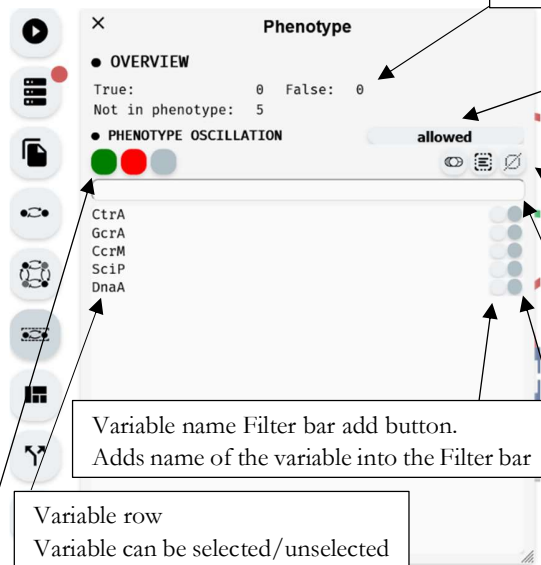 ×
Phenotype
• OVERVIEW
True: 0 False: 0
Not in phenotype: 5
• PHENOTYPE OSCILLATION allowed
CtrA
GcrA
CcrM
SciP
DnaA
Variable name Filter bar add button.
Adds name of the variable into the Filter bar
Variable row
Variable can be selected/unselected